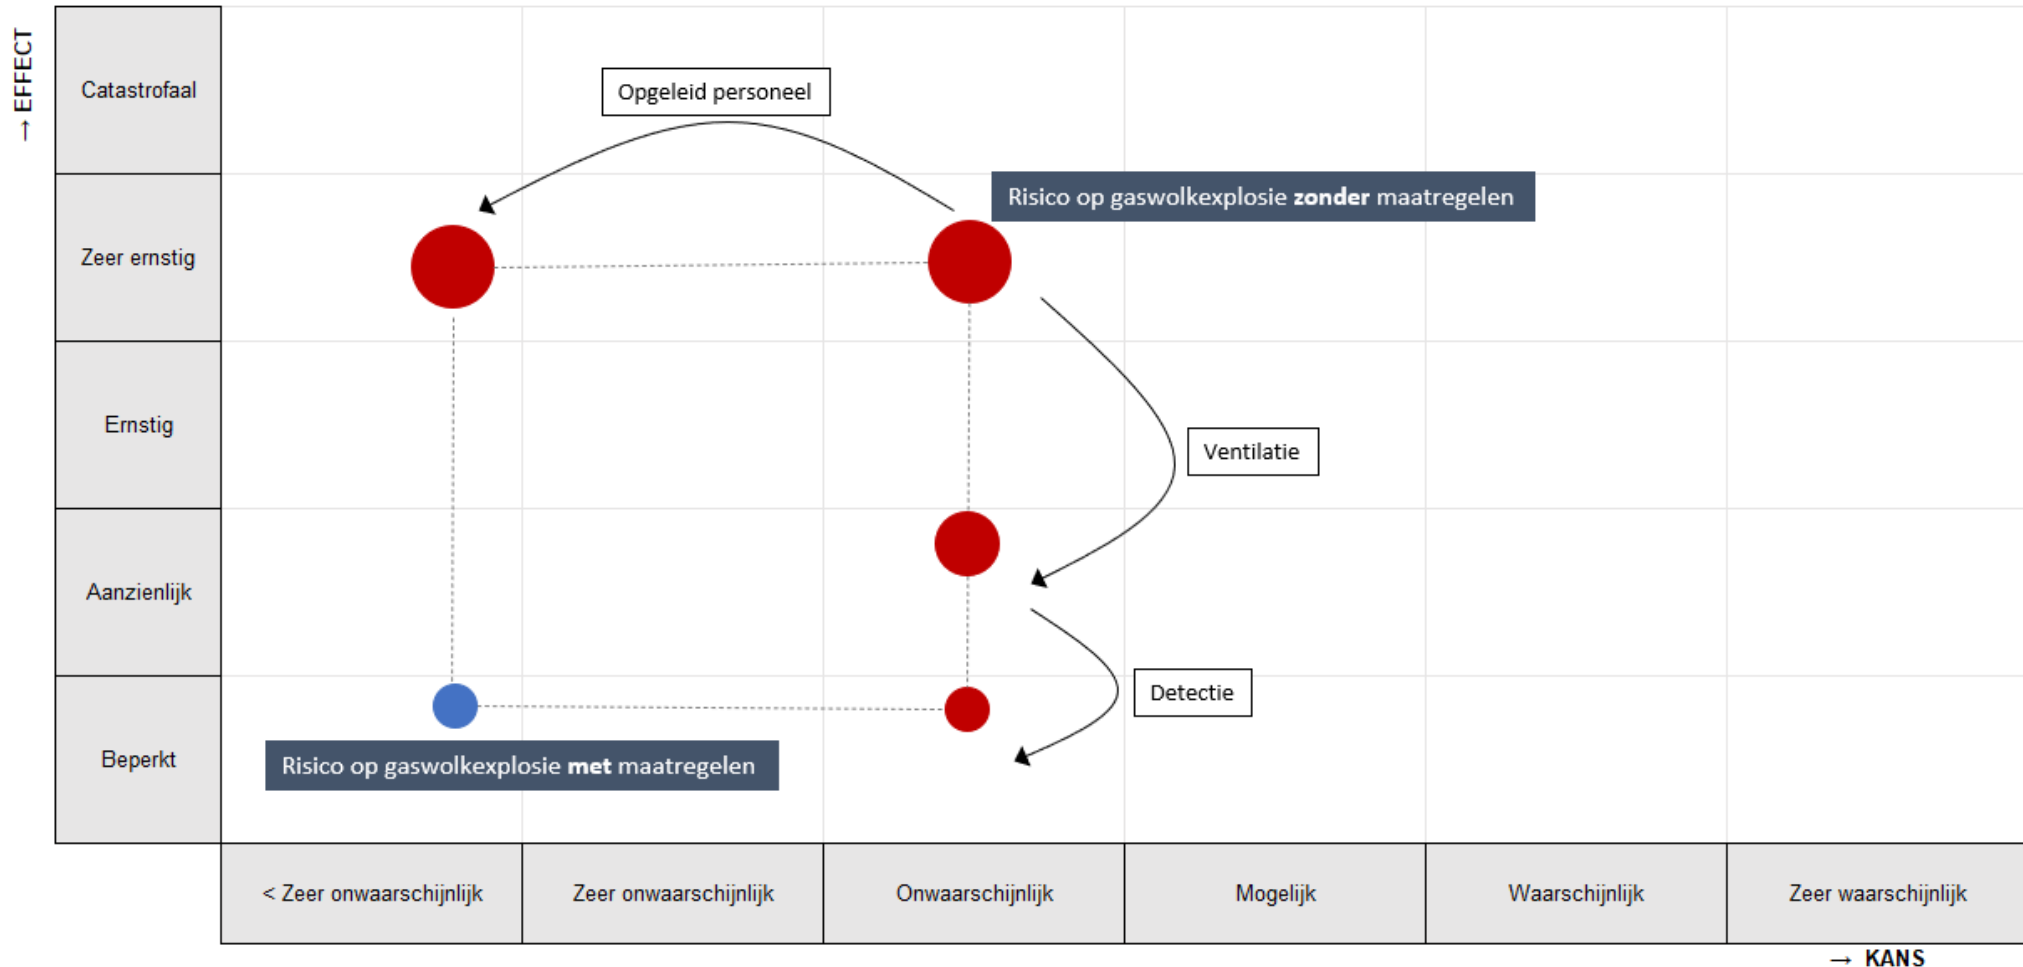 → EFFECT
Catastrofaal
Opgeleid personeel
Risico op gaswolkexplosie zonder maatregelen
Zeer ernstig
Ernstig
Ventilatie
Aanzienlijk
Detectie
Beperkt
Risico op gaswolkexplosie met maatregelen
< Zeer onwaarschijnlijk
Zeer onwaarschijnlijk
Onwaarschijnlijk
Mogelijk
Waarschijnlijk
Zeer waarschijnlijk
→ KANS